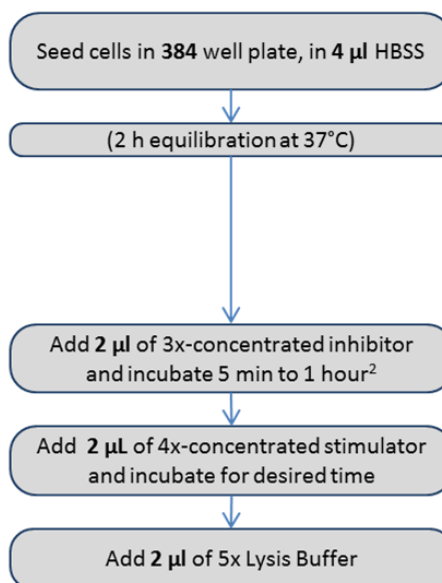 Seed cells in 384 well plate, in 4 µl HBSS
(2 h equilibration at 37°C)
Add 2 µl of 3x-concentrated inhibitor
and incubate 5 min to 1 hour²
Add  2 µL of 4x-concentrated stimulator
and incubate for desired time
Add 2 µl of 5x Lysis Buffer